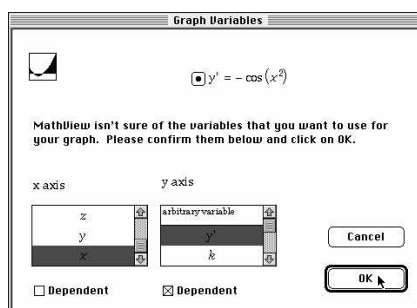 Graph Variables
y' = − cos(x²)
MathView isn't sure of the variables that you want to use for
your graph. Please confirm them below and click on OK.
x axis
y axis
z
y
x
arbitrary variable
y'
k
Cancel
Dependent
Dependent
OK